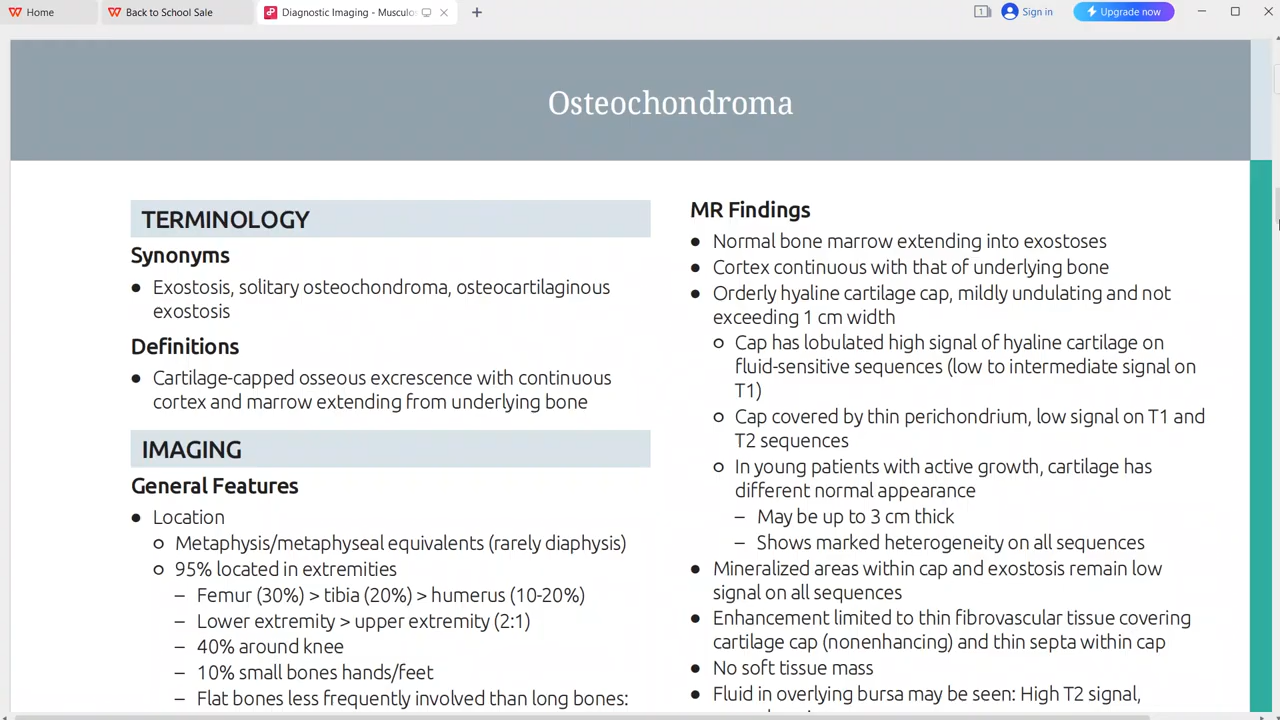 Home
Back to School Sale
Diagnostic Imaging - Musculos
1
Sign in
Upgrade now
Osteochondroma
TERMINOLOGY
Synonyms
● Exostosis, solitary osteochondroma, osteocartilaginous
exostosis
Definitions
● Cartilage-capped osseous excrescence with continuous
cortex and marrow extending from underlying bone
IMAGING
General Features
● Location
○ Metaphysis/metaphyseal equivalents (rarely diaphysis)
○ 95% located in extremities
– Femur (30%) > tibia (20%) > humerus (10-20%)
– Lower extremity > upper extremity (2:1)
– 40% around knee
– 10% small bones hands/feet
– Flat bones less frequently involved than long bones:
MR Findings
● Normal bone marrow extending into exostoses
● Cortex continuous with that of underlying bone
● Orderly hyaline cartilage cap, mildly undulating and not
exceeding 1 cm width
○ Cap has lobulated high signal of hyaline cartilage on
fluid-sensitive sequences (low to intermediate signal on
T1)
○ Cap covered by thin perichondrium, low signal on T1 and
T2 sequences
○ In young patients with active growth, cartilage has
different normal appearance
– May be up to 3 cm thick
– Shows marked heterogeneity on all sequences
● Mineralized areas within cap and exostosis remain low
signal on all sequences
● Enhancement limited to thin fibrovascular tissue covering
cartilage cap (nonenhancing) and thin septa within cap
● No soft tissue mass
● Fluid in overlying bursa may be seen: High T2 signal,